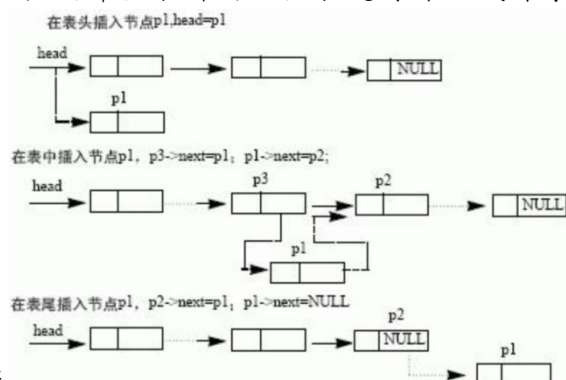 在表头插入节点p1,head=p1
head
NULL
p1
在表中插入节点p1, p3->next=p1; p1->next=p2;
head
p3
p2
NULL
p1
在表尾插入节点p1, p2->next=p1; p1->next=NULL
head
p2
NULL
p1